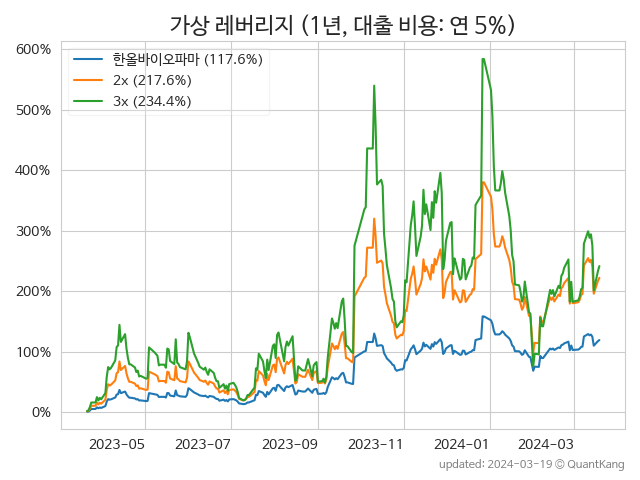 가상 레버리지 (1년, 대출 비용: 연 5%)
600%
500%
400%
300%
200%
100%
0%
한올바이오파마 (117.6%)
2x (217.6%)
3x (234.4%)
2023-05 2023-07 2023-09 2023-11 2024-01 2024-03
updated: 2024-03-19 © QuantKang